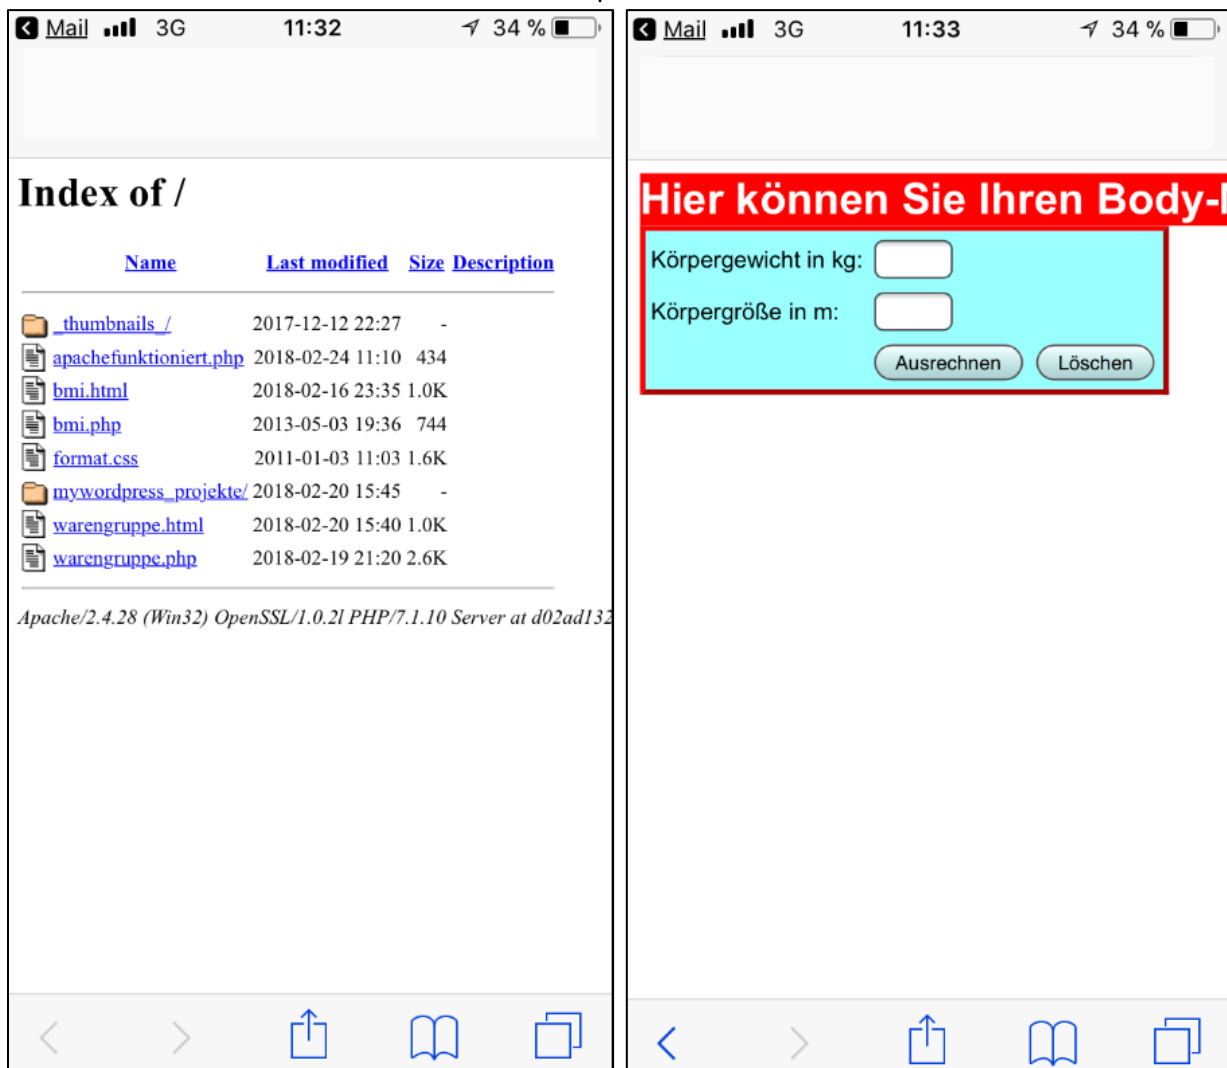 Mail 3G 11:32 34 %
Index of /
Name Last modified Size Description
_thumbnails_/ 2017-12-12 22:27 -
apachefunktioniert.php 2018-02-24 11:10 434
bmi.html 2018-02-16 23:35 1.0K
bmi.php 2013-05-03 19:36 744
format.css 2011-01-03 11:03 1.6K
mywordpress_projekte/ 2018-02-20 15:45 -
warengruppe.html 2018-02-20 15:40 1.0K
warengruppe.php 2018-02-19 21:20 2.6K
Apache/2.4.28 (Win32) OpenSSL/1.0.2l PHP/7.1.10 Server at d02ad132
Mail 3G 11:33 34 %
Hier können Sie Ihren Body-
Körpergewicht in kg:
Körpergröße in m:
Ausrechnen Löschen